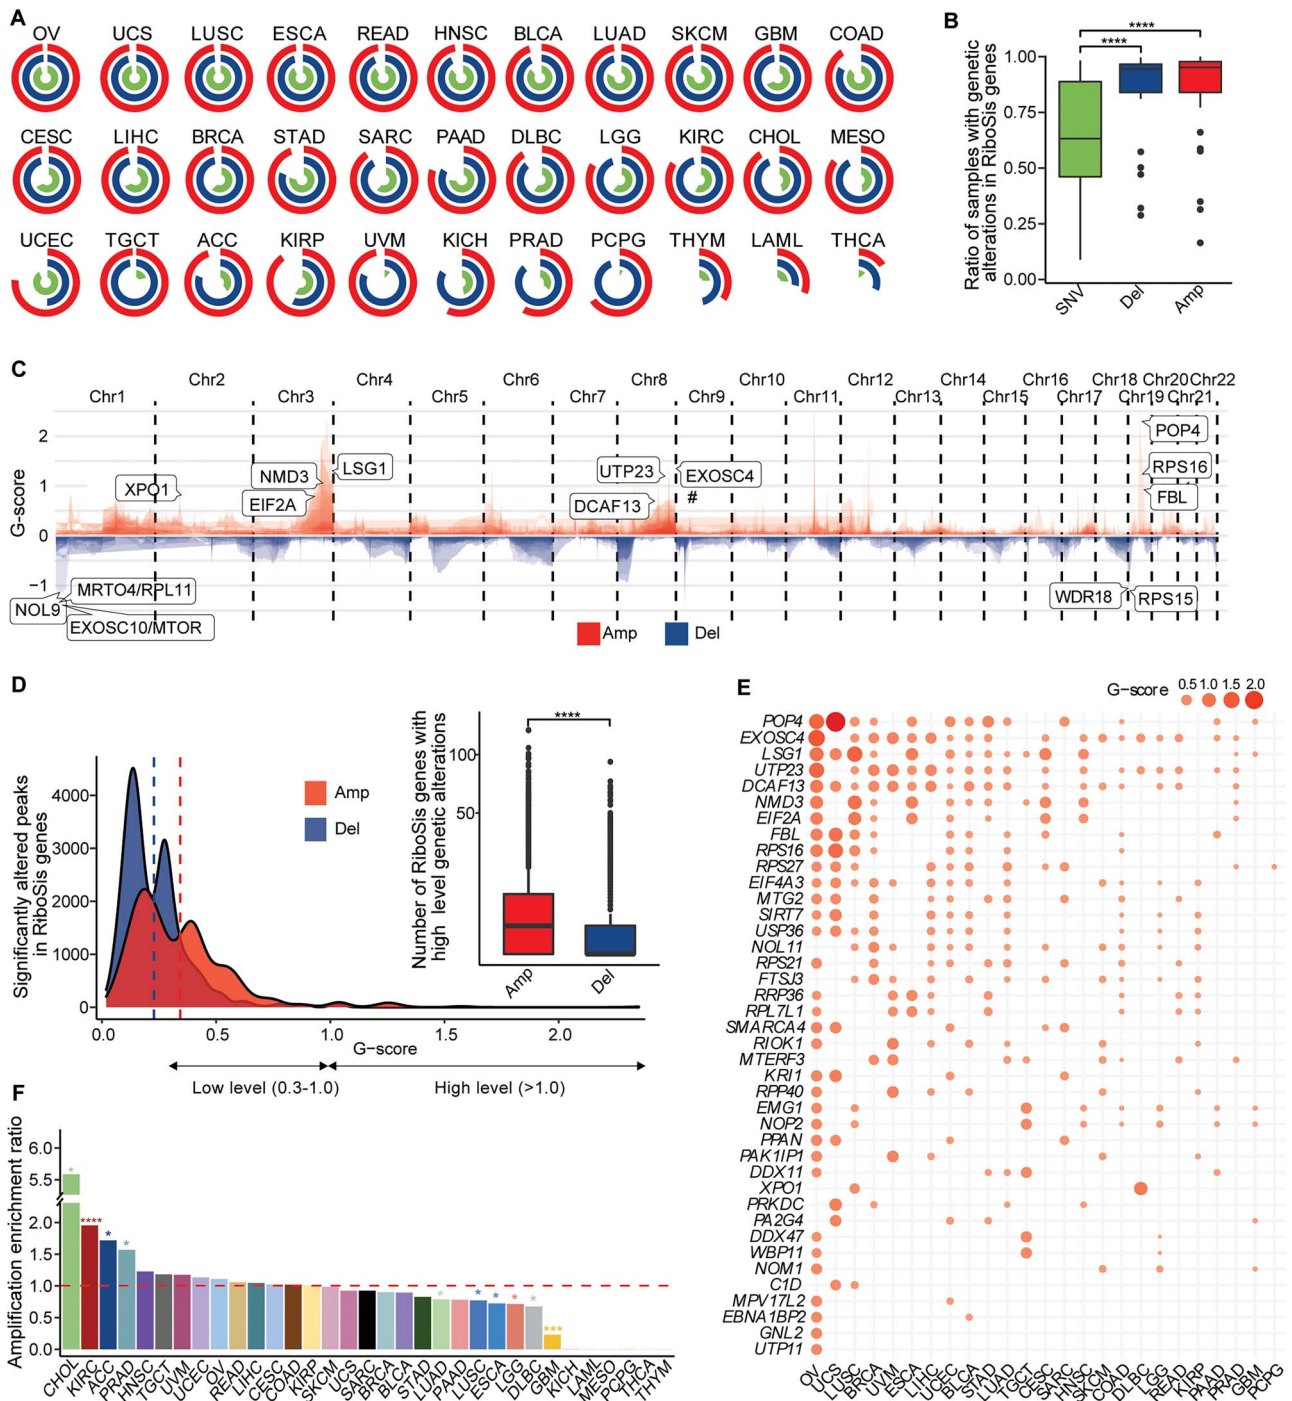 A
OV UCS LUSC ESCA READ HNSC BLCA LUAD SKCM GBM COAD
CESC LIHC BRCA STAD SARC PAAD DLBC LGG KIRC CHOL MESO
UCEC TGCT ACC KIRP UVM KICH PRAD PCPG THYM LAML THCA
B
Ratio of samples with genetic
alterations in RiboSis genes
1.00
0.75
0.50
0.25
0.00
****
****
SNV Del Amp
C
Chr2 Chr4 Chr6 Chr8 Chr10 Chr12 Chr14 Chr16 Chr18 Chr20 Chr22
Chr1 Chr3 Chr5 Chr7 Chr9 Chr11 Chr13 Chr15 Chr17 Chr19 Chr21
G-score
2
1
0
−1
XPO1
NMD3
EIF2A
LSG1
UTP23
DCAF13
EXOSC4
#
POP4
RPS16
FBL
MRTO4/RPL11
NOL9
EXOSC10/MTOR
WDR18
RPS15
Amp Del
D
Significantly altered peaks
in RiboSis genes
4000
3000
2000
1000
0
0.0 0.5 1.0 1.5 2.0
G-score
Low level (0.3-1.0) High level (>1.0)
Amp
Del
Number of RiboSis genes with
high level genetic alterations
100
50
****
Amp Del
E
G-score
0.5 1.0 1.5 2.0
POP4
EXOSC4
LSG1
UTP23
DCAF13
NMD3
EIF2A
FBL
RPS16
RPS27
EIF4A3
MTG2
SIRT7
USP36
NOL11
RPS21
FTSJ3
RRP36
RPL7L1
SMARCA4
RIOK1
MTERF3
KRI1
RPP40
EMG1
NOP2
PPAN
PAK1IP1
DDX11
XPO1
PRKDC
PA2G4
DDX47
WBP11
NOM1
C1D
MPV17L2
EBNA1BP2
GNL2
UTP11
OV UCS LUSC BRCA UVM ESCA LIHC UCEC BLCA STAD LUAD TGCT CESC SARC HNSC SKCM COAD DLBC LGG READ KIRP PAAD PRAD GBM PCPG
F
Amplification enrichment ratio
6.0
5.5
2.0
1.5
1.0
0.5
0.0
*
****
*
*
*
*
*
*
*
***
CHOL KIRC ACC PRAD HNSC TGCT UVM UCEC OV READ LIHC CESC COAD KIRP SKCM UCS SARC BRCA BLCA STAD LUAD PAAD LUSC ESCA LGG DLBC GBM KICH LAML MESO PCPG THCA THYM